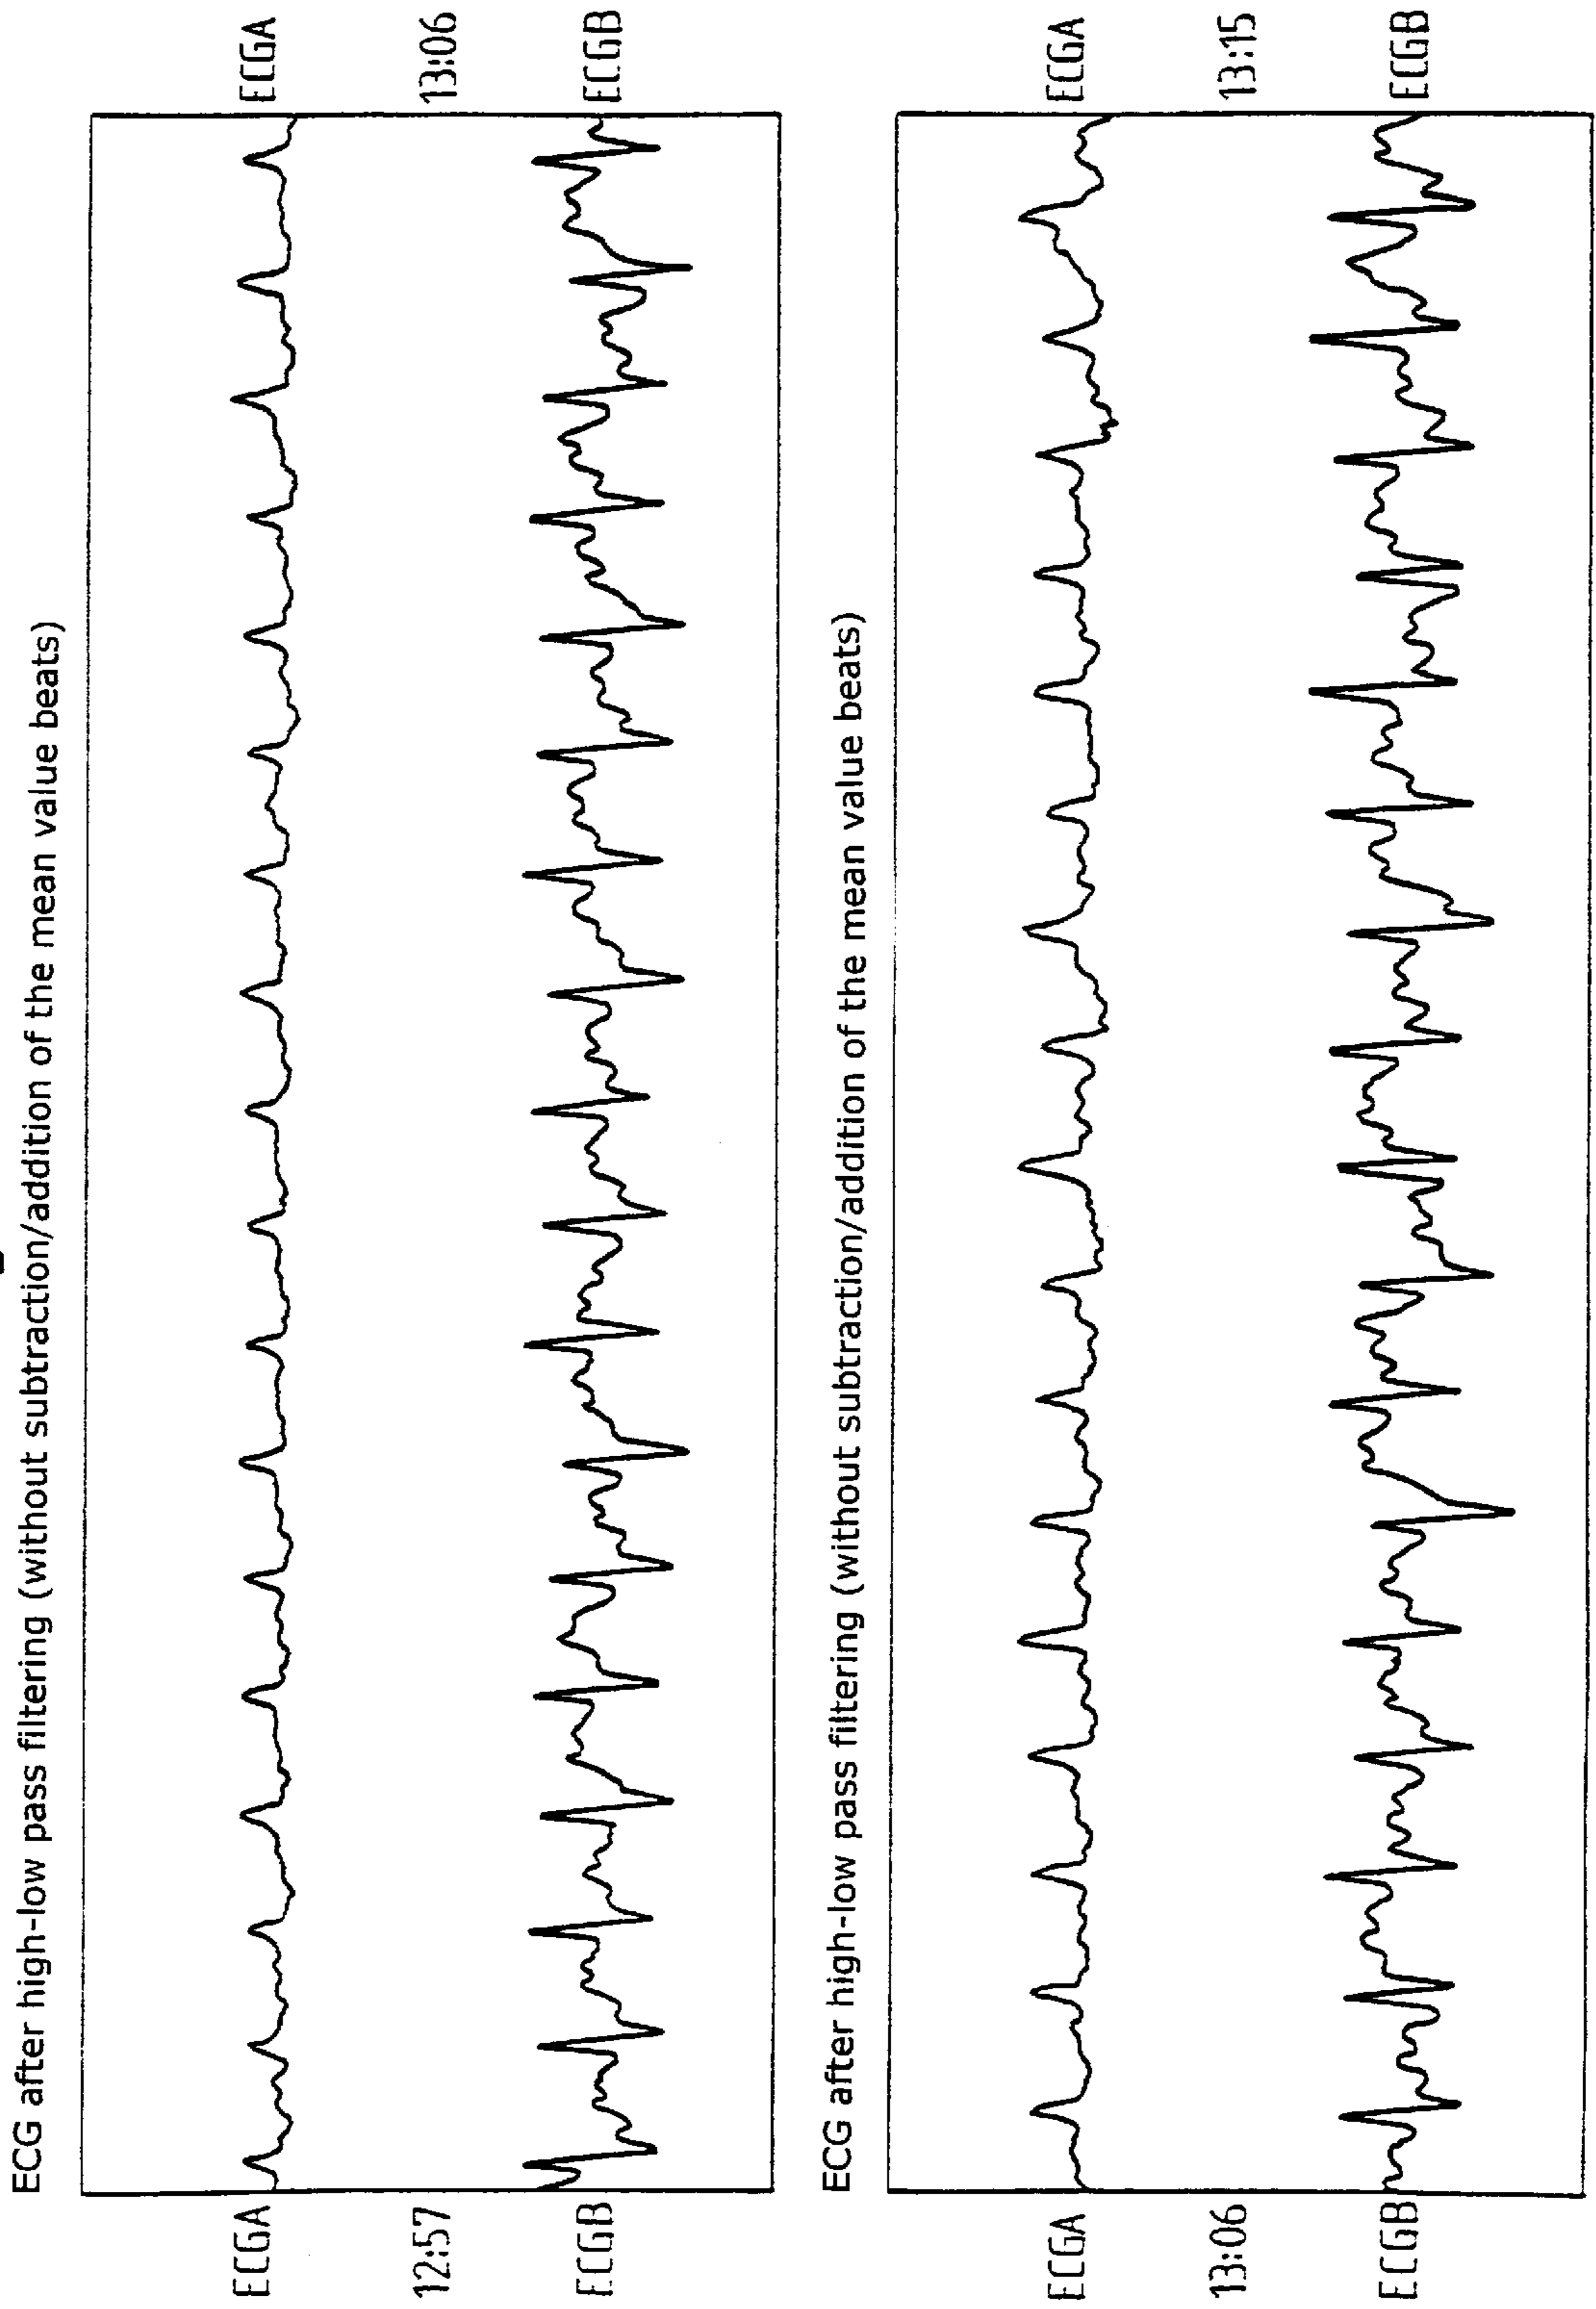 ECG after high-low pass filtering (without subtraction/addition of the mean value beats)
ECGA
ECGA
12:57
13:06
ECGB
ECGB
ECG after high-low pass filtering (without subtraction/addition of the mean value beats)
ECGA
ECGA
13:06
13:15
ECGB
ECGB